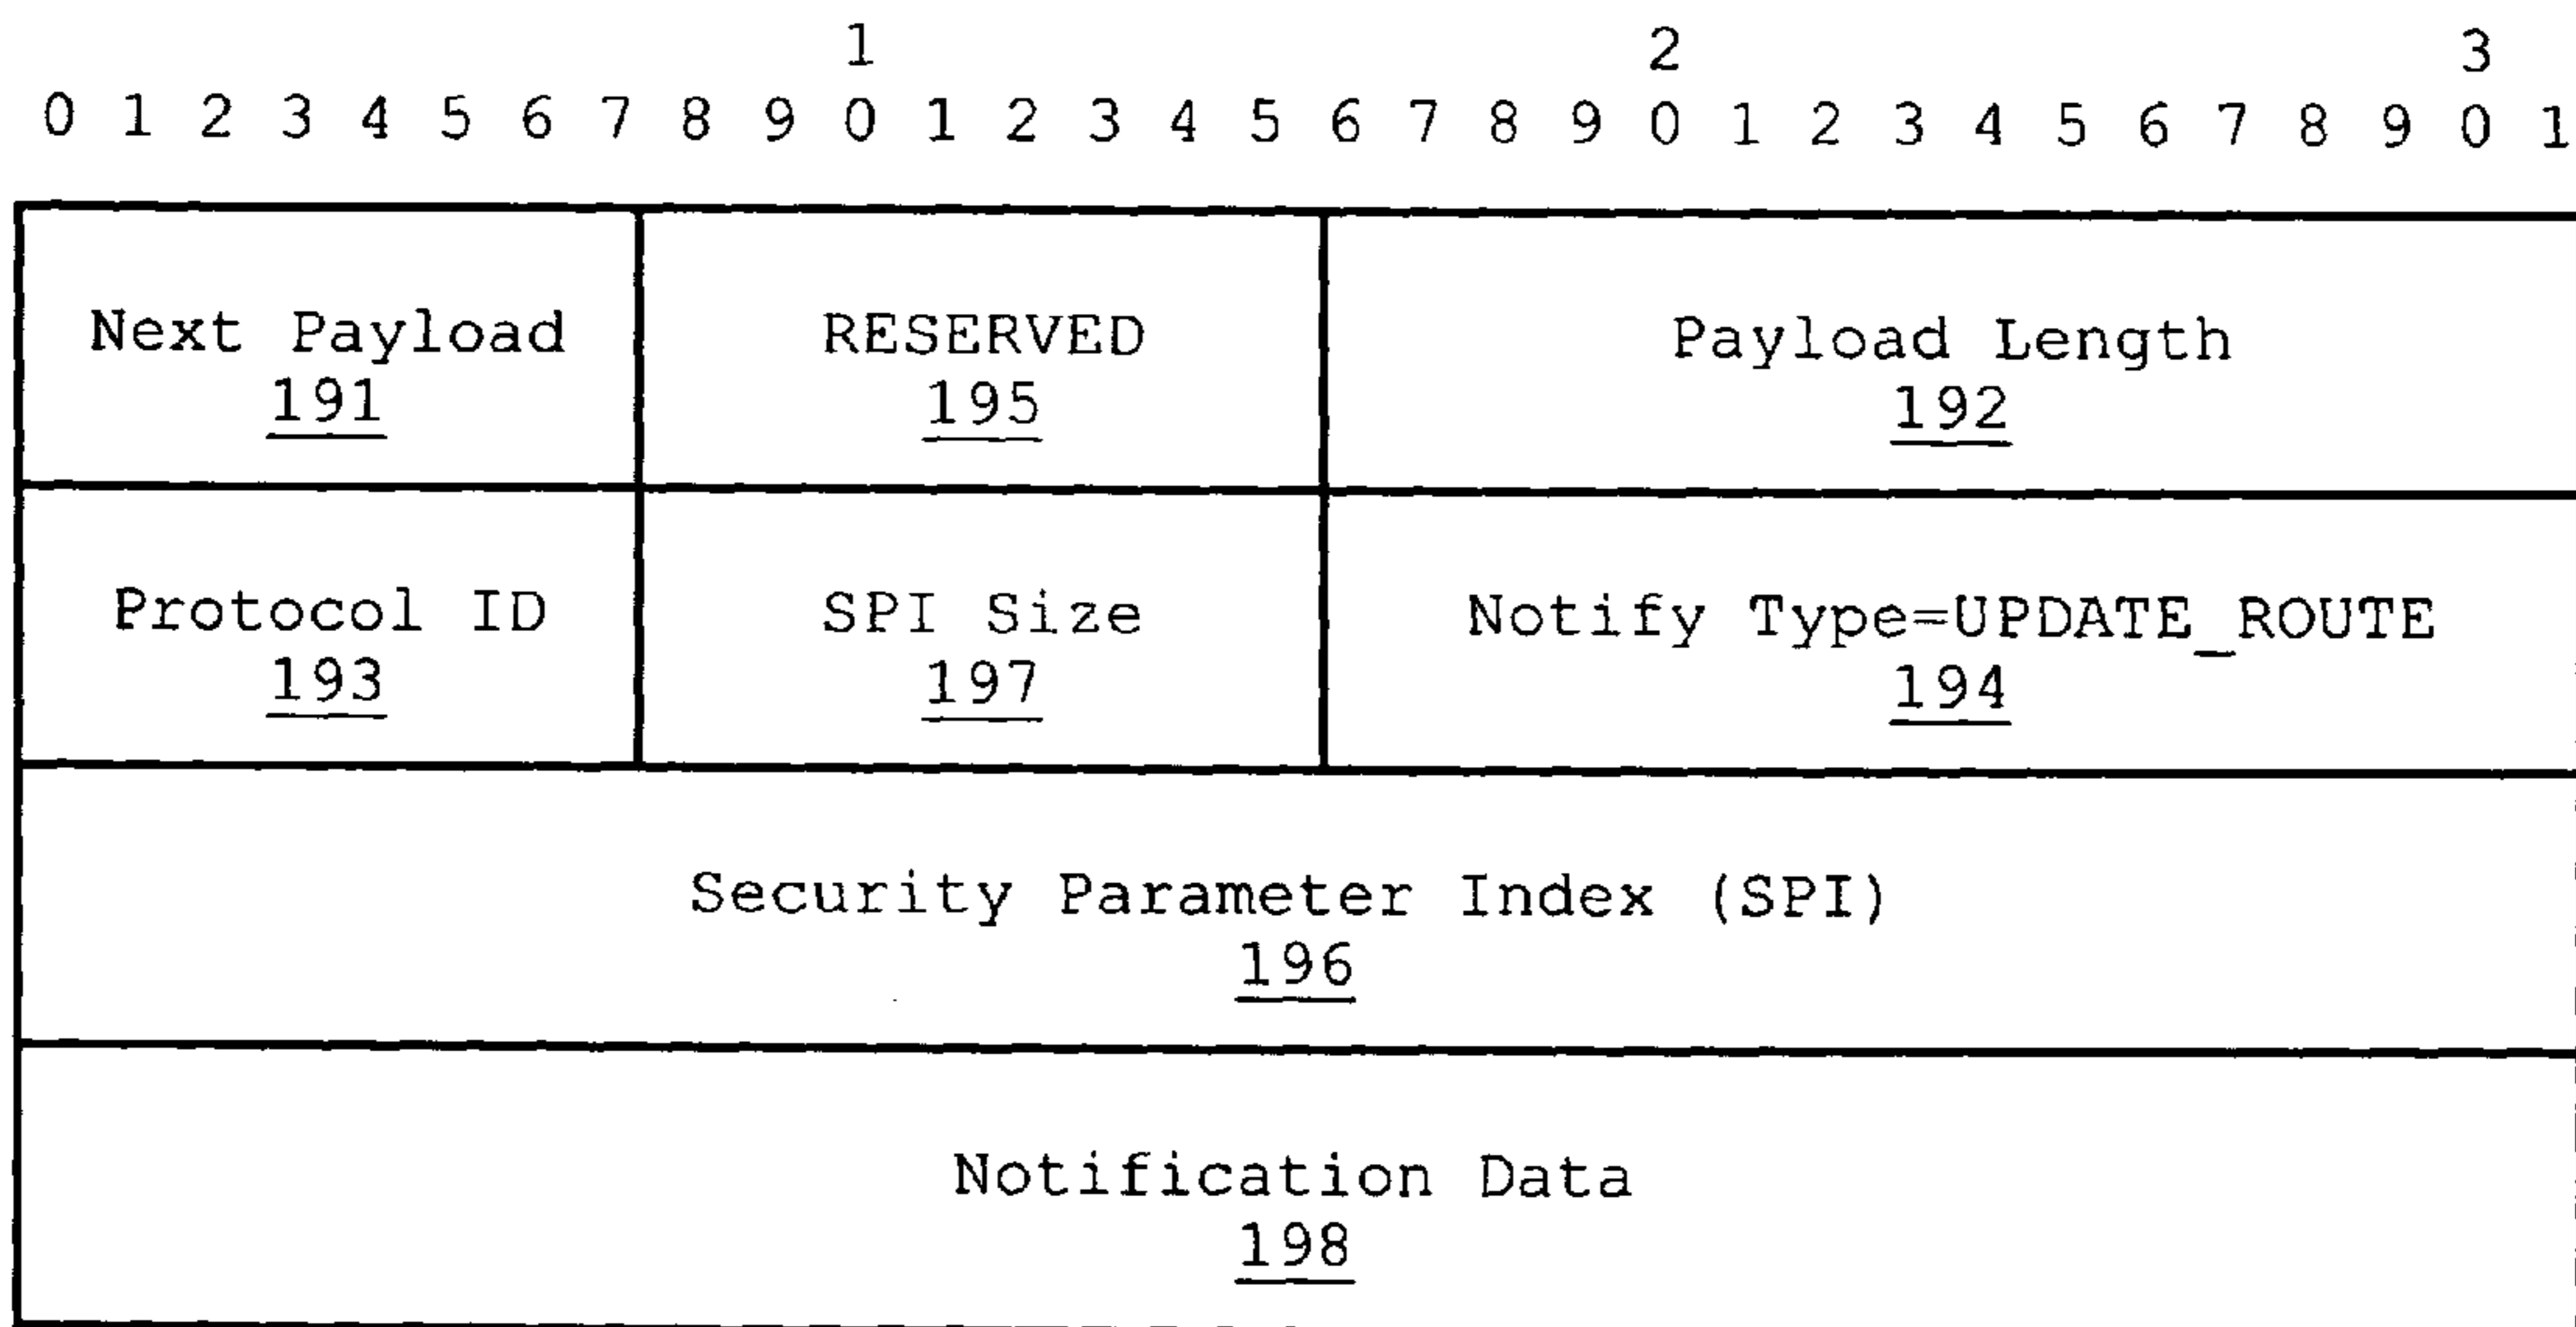 1 2 3
0 1 2 3 4 5 6 7 8 9 0 1 2 3 4 5 6 7 8 9 0 1 2 3 4 5 6 7 8 9 0 1
Next Payload RESERVED Payload Length
191 195 192
Protocol ID SPI Size Notify Type=UPDATE_ROUTE
193 197 194
Security Parameter Index (SPI)
196
Notification Data
198